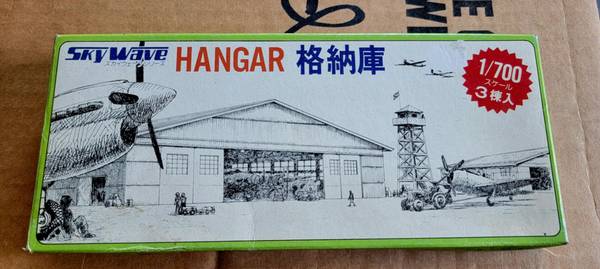 SKYWAVE
スカイウェーブシリーズ
HANGAR 格納庫
1/700
スケール
3棟入